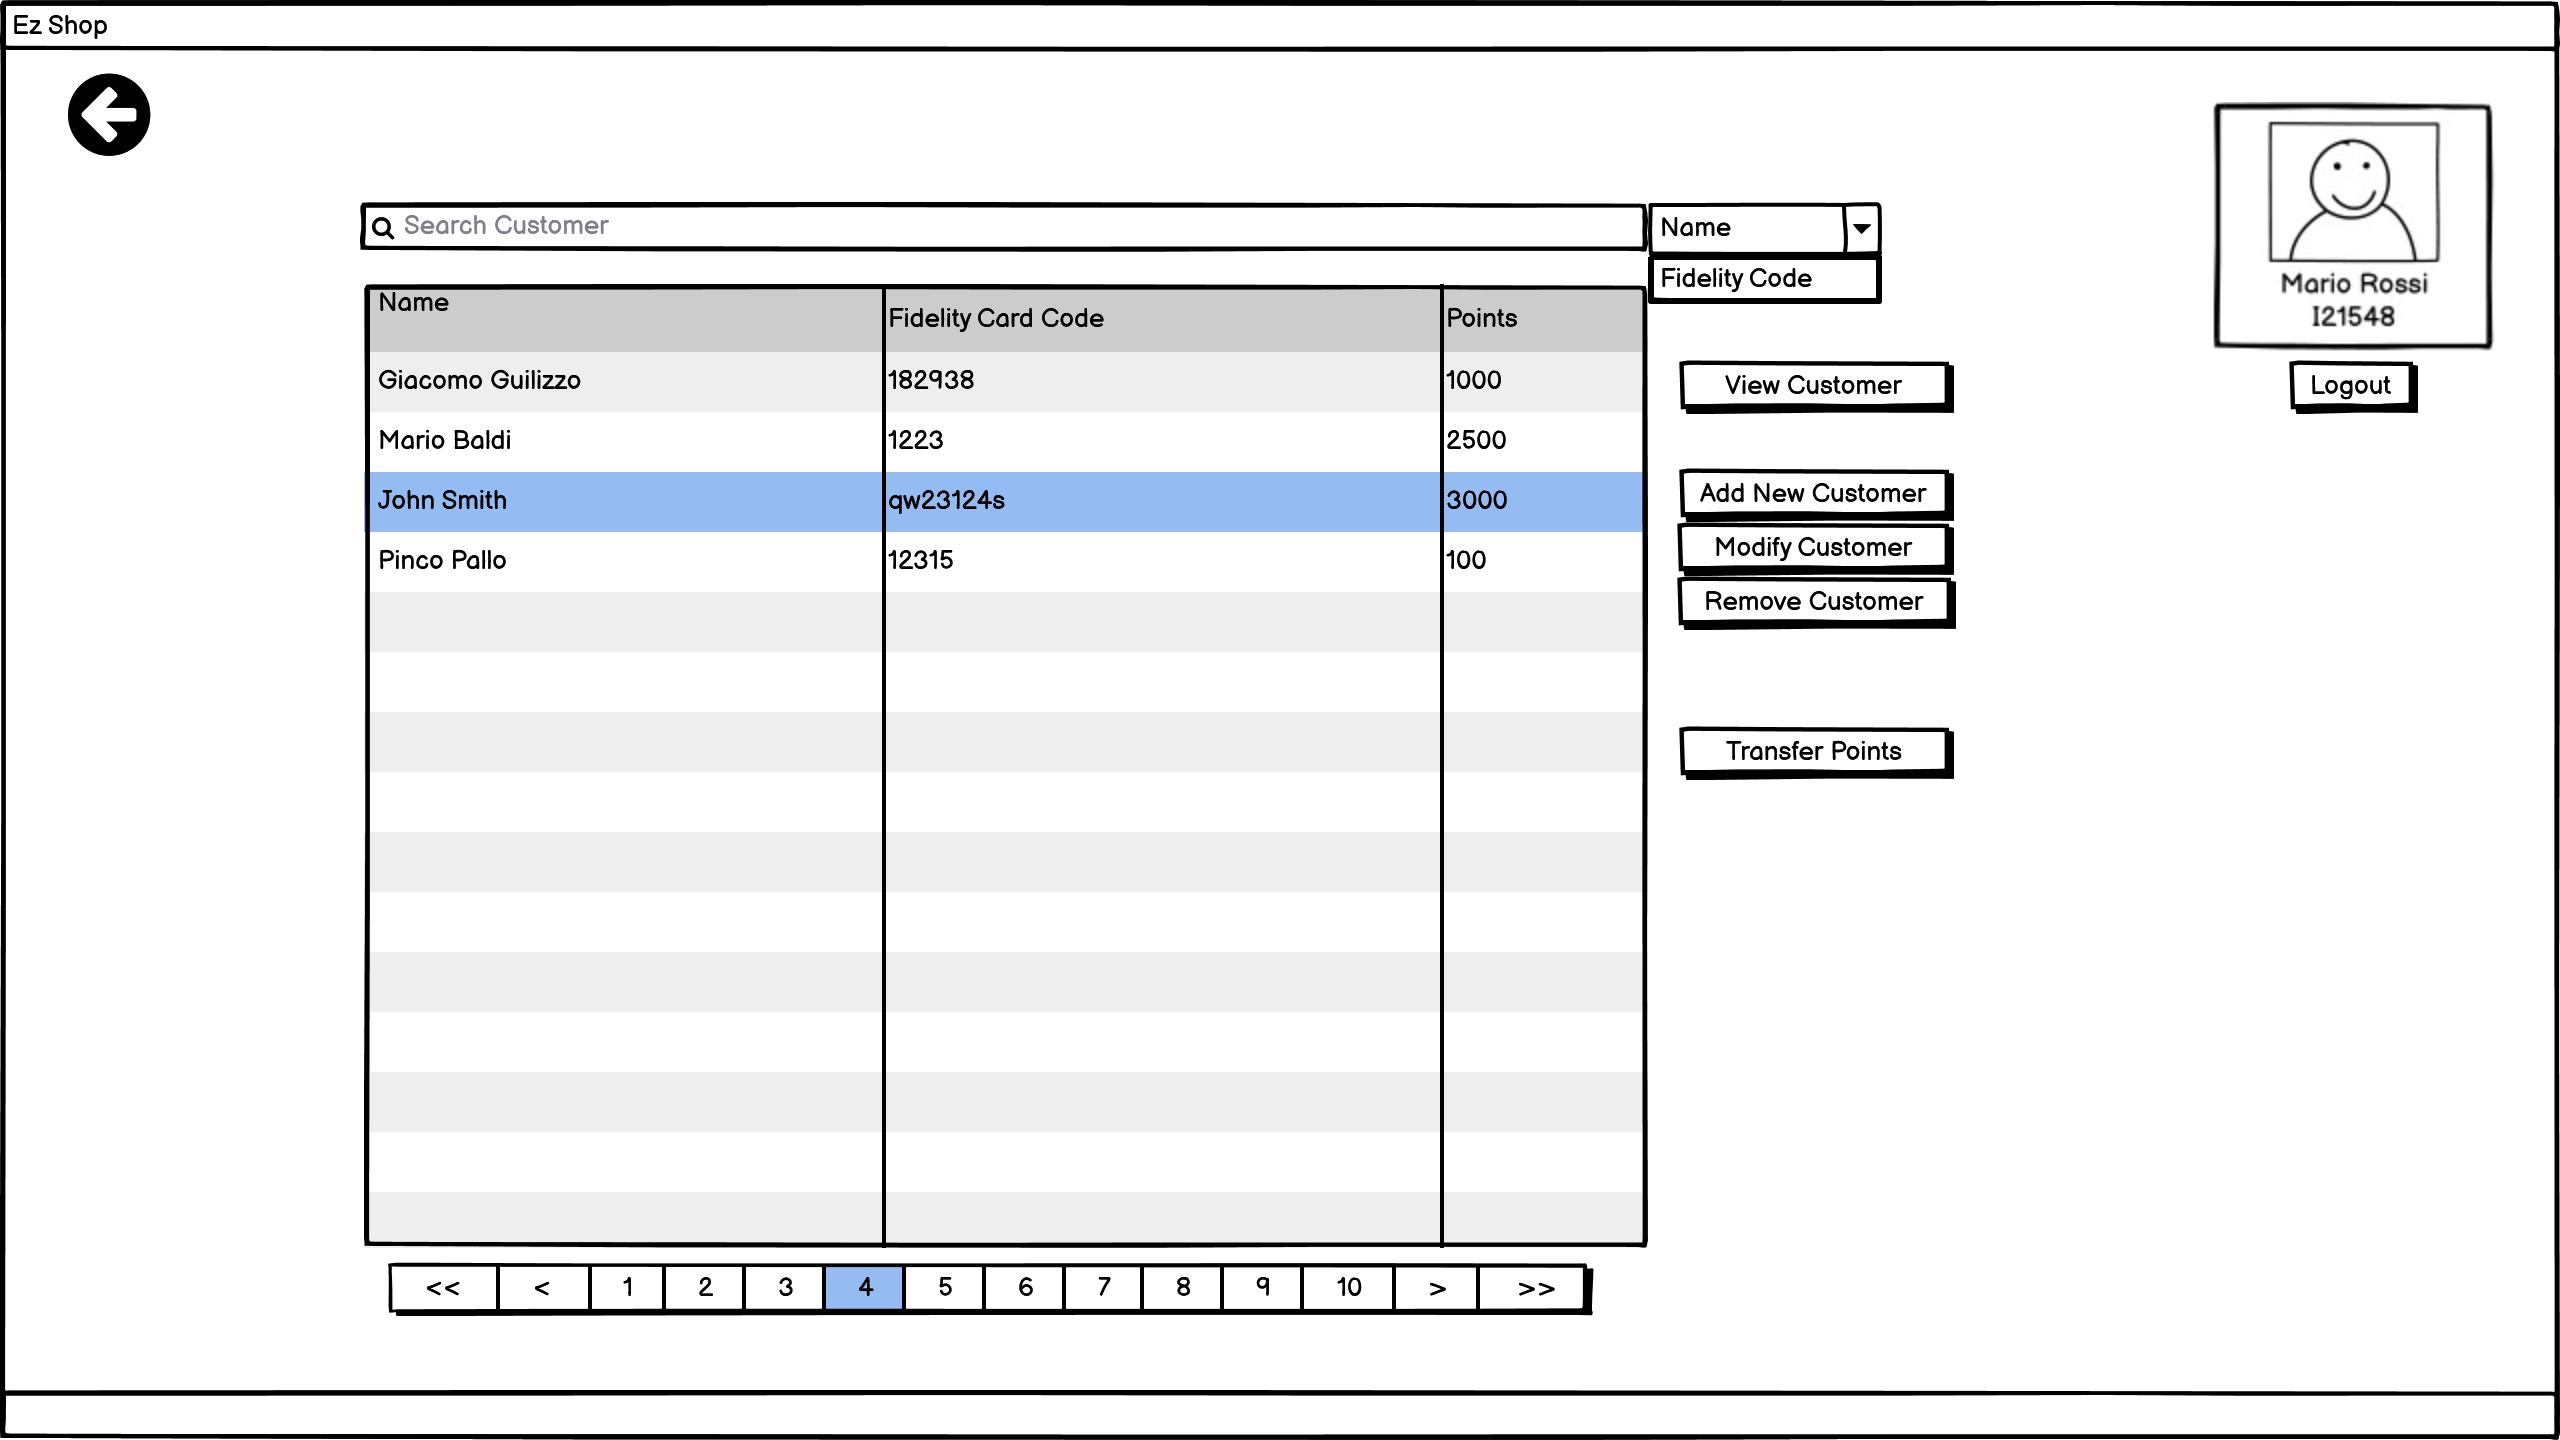 Ez Shop
Search Customer
Name
Fidelity Code
Mario Rossi
I21548
Logout
Name Fidelity Card Code Points
Giacomo Guilizzo 182938 1000
Mario Baldi 1223 2500
John Smith qw23124s 3000
Pinco Pallo 12315 100
View Customer
Add New Customer
Modify Customer
Remove Customer
Transfer Points
<< < 1 2 3 4 5 6 7 8 9 10 > >>